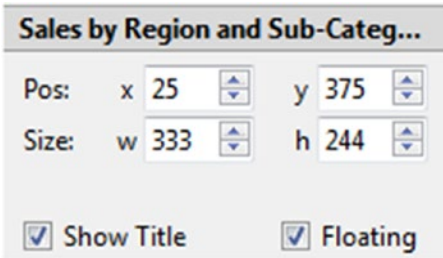 Sales by Region and Sub-Categ...
Pos: x 25 y 375
Size: w 333 h 244
Show Title Floating